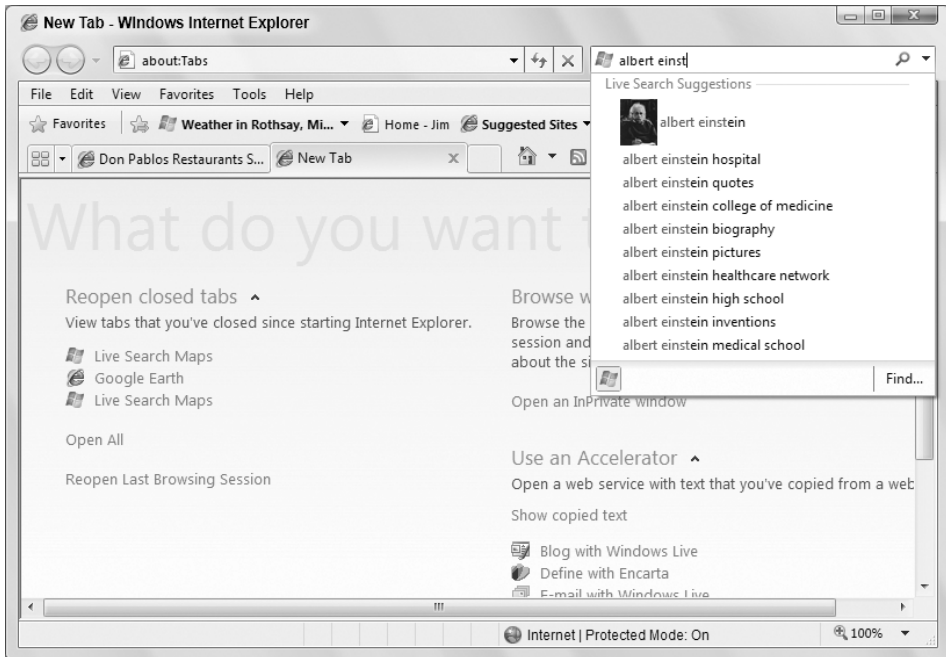 New Tab - Windows Internet Explorer
about:Tabs
albert einst
File Edit View Favorites Tools Help
Live Search Suggestions
albert einstein
albert einstein hospital
albert einstein quotes
albert einstein college of medicine
albert einstein biography
albert einstein pictures
albert einstein healthcare network
albert einstein high school
albert einstein inventions
albert einstein medical school
Find...
Favorites Weather in Rothsay, Mi... Home - Jim Suggested Sites
Don Pablos Restaurants S... New Tab
What do you want t
Reopen closed tabs
View tabs that you've closed since starting Internet Explorer.
Live Search Maps
Google Earth
Live Search Maps
Open All
Reopen Last Browsing Session
Browse w
Browse the
session and
about the si
Open an InPrivate window
Use an Accelerator
Open a web service with text that you've copied from a web
Show copied text
Blog with Windows Live
Define with Encarta
E-mail with Windows Live
Internet | Protected Mode: On
100%